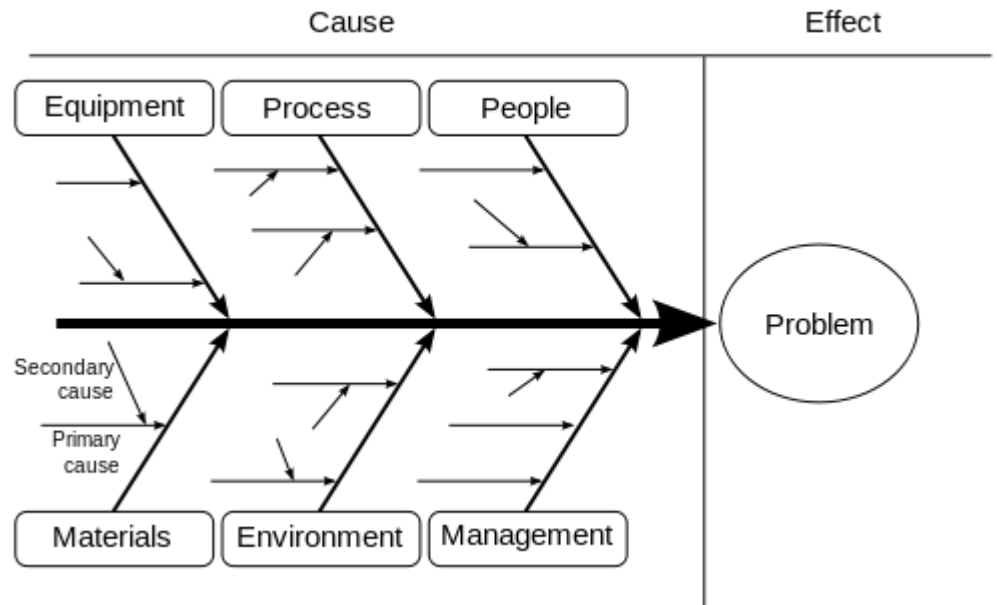 Cause
Effect
Equipment
Process
People
Problem
Secondary
cause
Primary
cause
Materials
Environment
Management